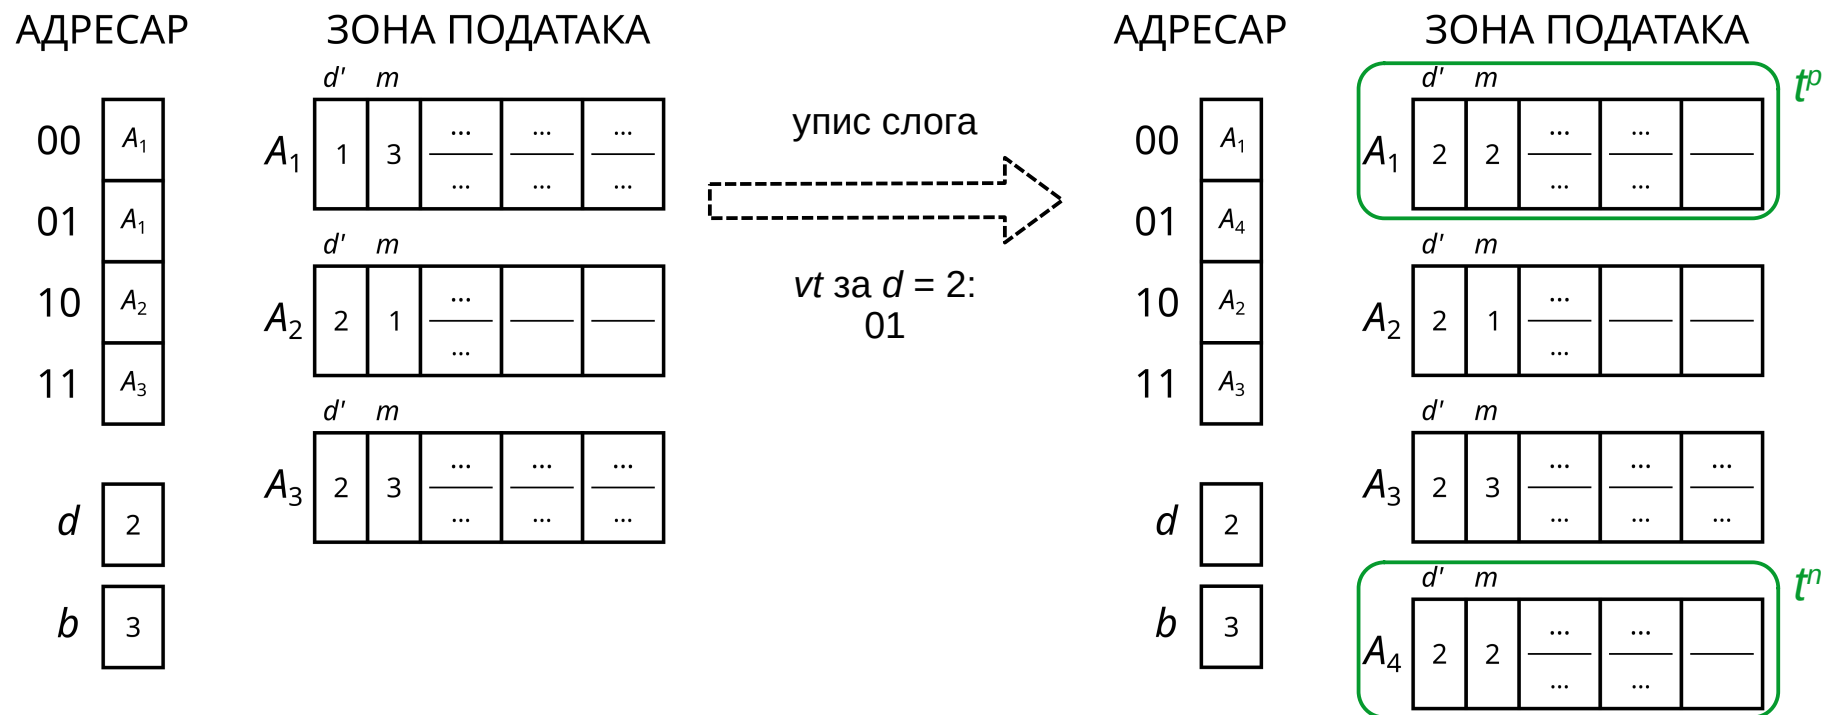 АДРЕСАР ЗОНА ПОДАТАКА
d' m
00 A1
A1 1 3 ... ... ...
... ... ...
01 A1
d' m
10 A2
A2 2 1 ...
...
11 A3
d' m
A3 2 3 ... ... ...
... ... ...
d 2
b 3
упис слога
vt за d = 2:
01
АДРЕСАР ЗОНА ПОДАТАКА
d' m tp
00 A1
A1 2 2 ... ...
... ...
01 A4
d' m
10 A2
A2 2 1 ...
...
11 A3
d' m
A3 2 3 ... ... ...
... ... ...
d 2
d' m tn
b 3
A4 2 2 ... ...
... ...